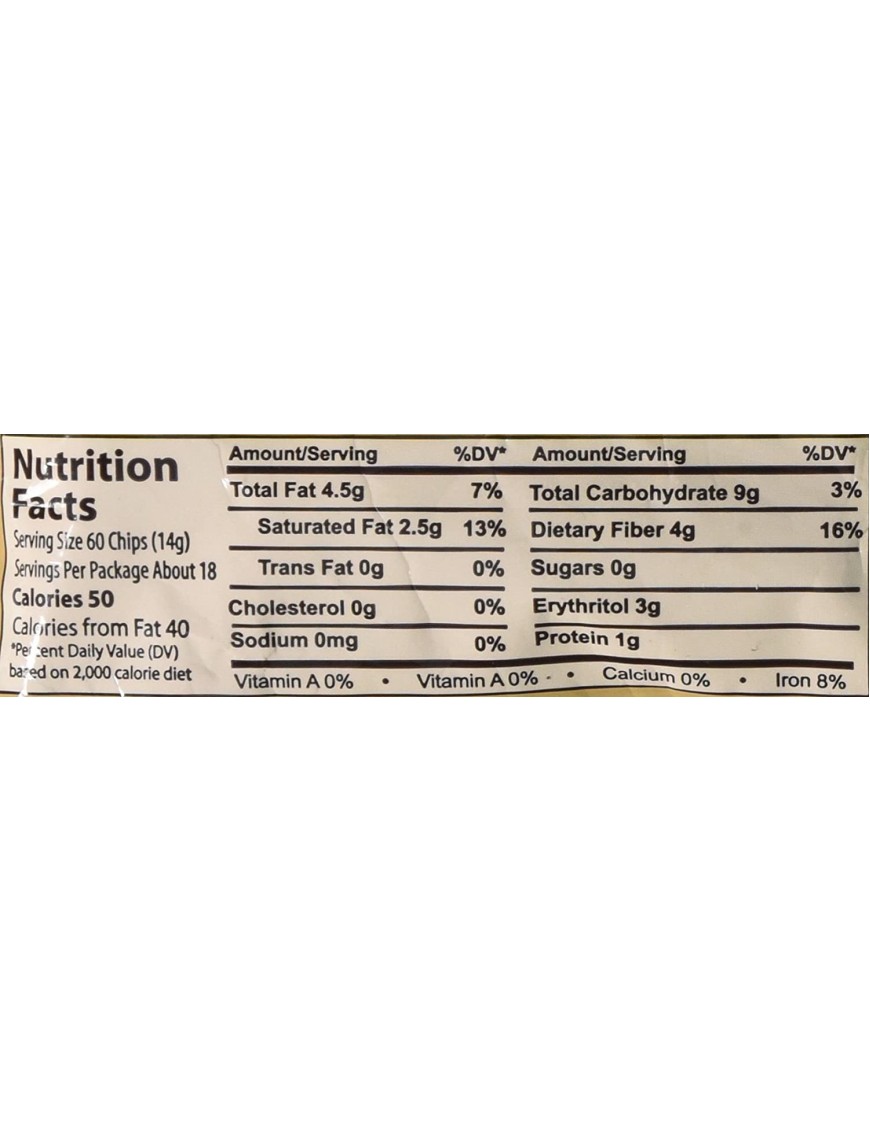 Nutrition
Facts
Serving Size 60 Chips (14g)
Servings Per Package About 18
Calories 50
Calories from Fat 40
*Percent Daily Value (DV)
based on 2,000 calorie diet
Amount/Serving %DV*
Total Fat 4.5g 7%
Saturated Fat 2.5g 13%
Trans Fat 0g 0%
Cholesterol 0g 0%
Sodium 0mg 0%
Amount/Serving %DV*
Total Carbohydrate 9g 3%
Dietary Fiber 4g 16%
Sugars 0g
Erythritol 3g
Protein 1g
Vitamin A 0% • Vitamin A 0% • Calcium 0% • Iron 8%